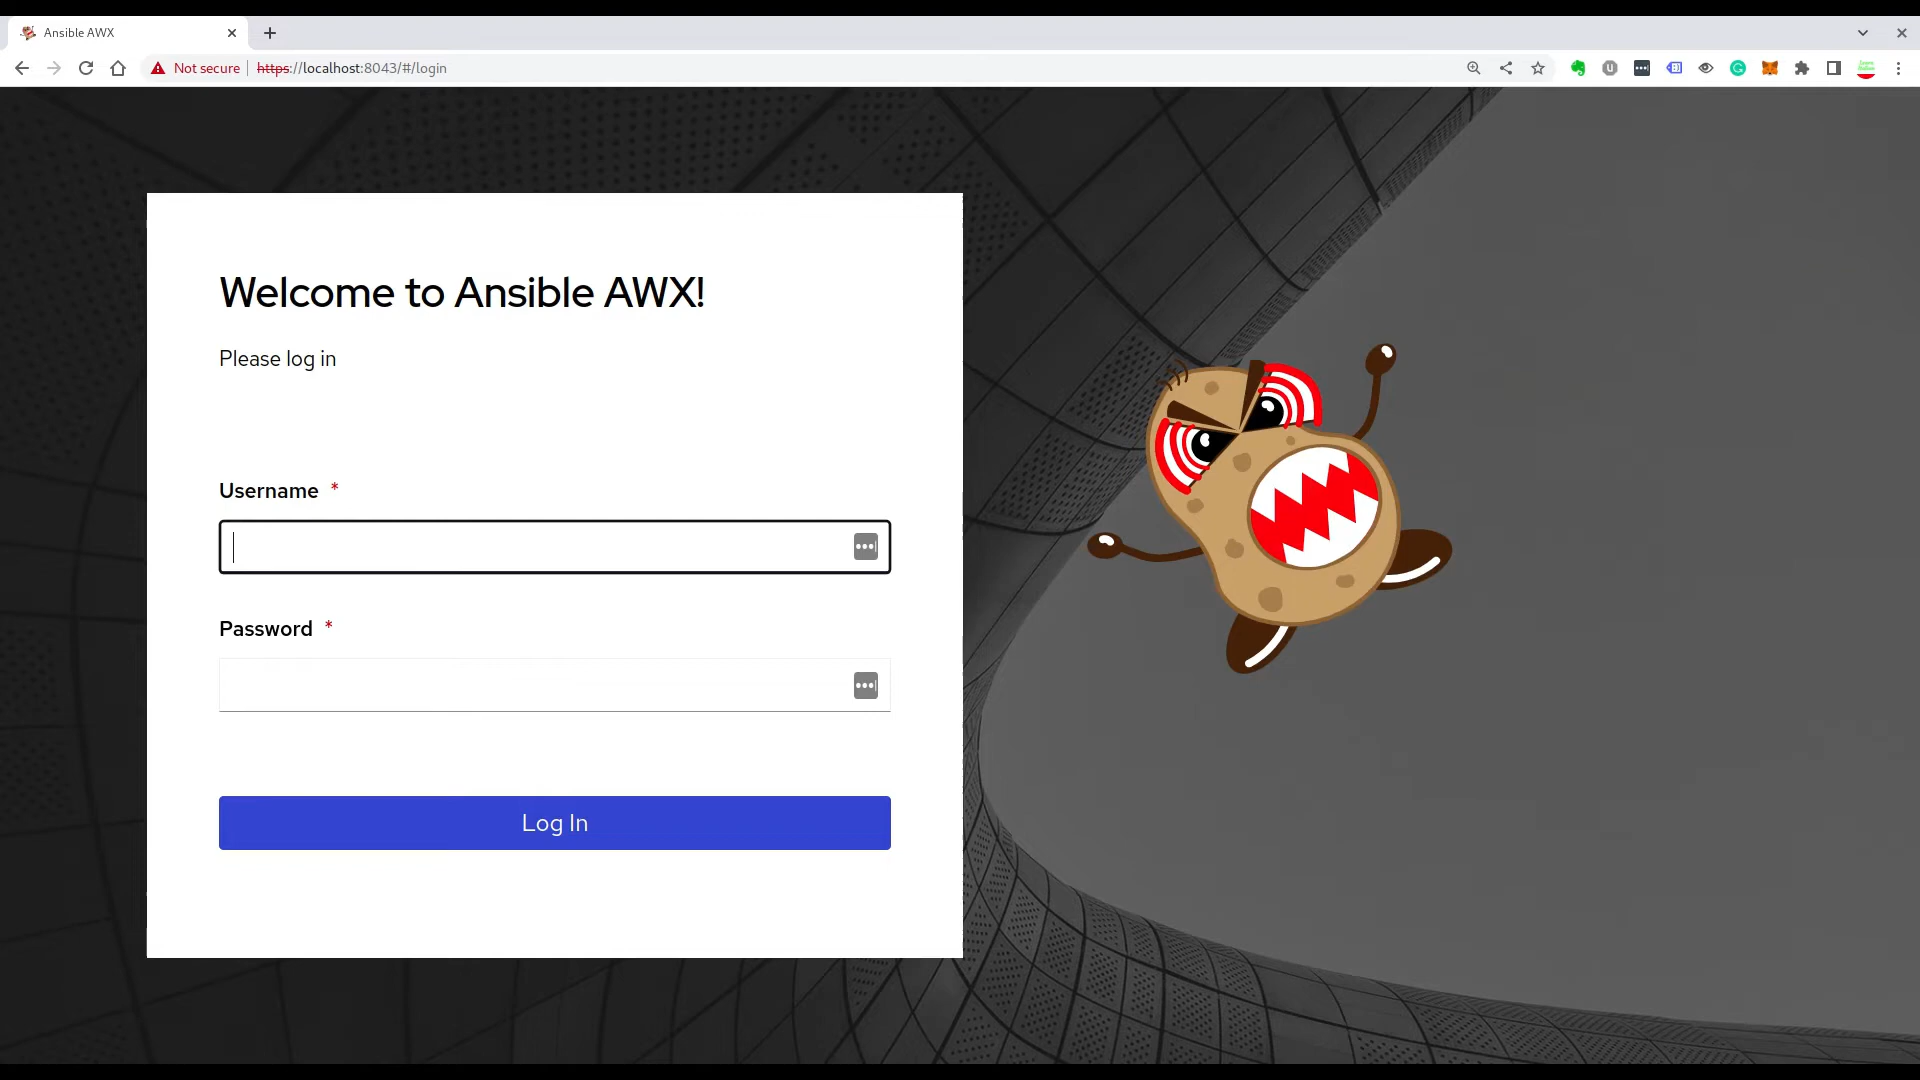 Ansible AWX
Not secure https://localhost:8043/#/login
Welcome to Ansible AWX!
Please log in
Username *
Password *
Log In